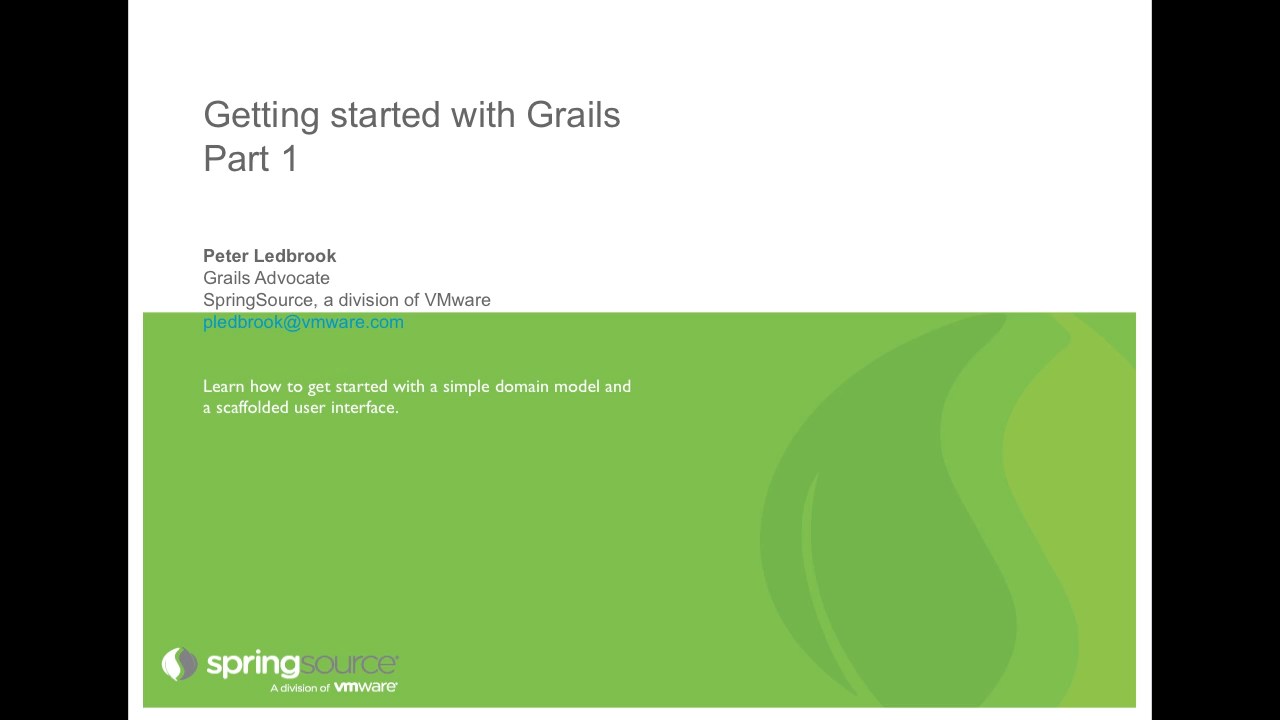 Getting started with Grails
Part 1
Peter Ledbrook
Grails Advocate
SpringSource, a division of VMware
pledbrook@vmware.com
Learn how to get started with a simple domain model and
a scaffolded user interface.
springsource
A division of vmware